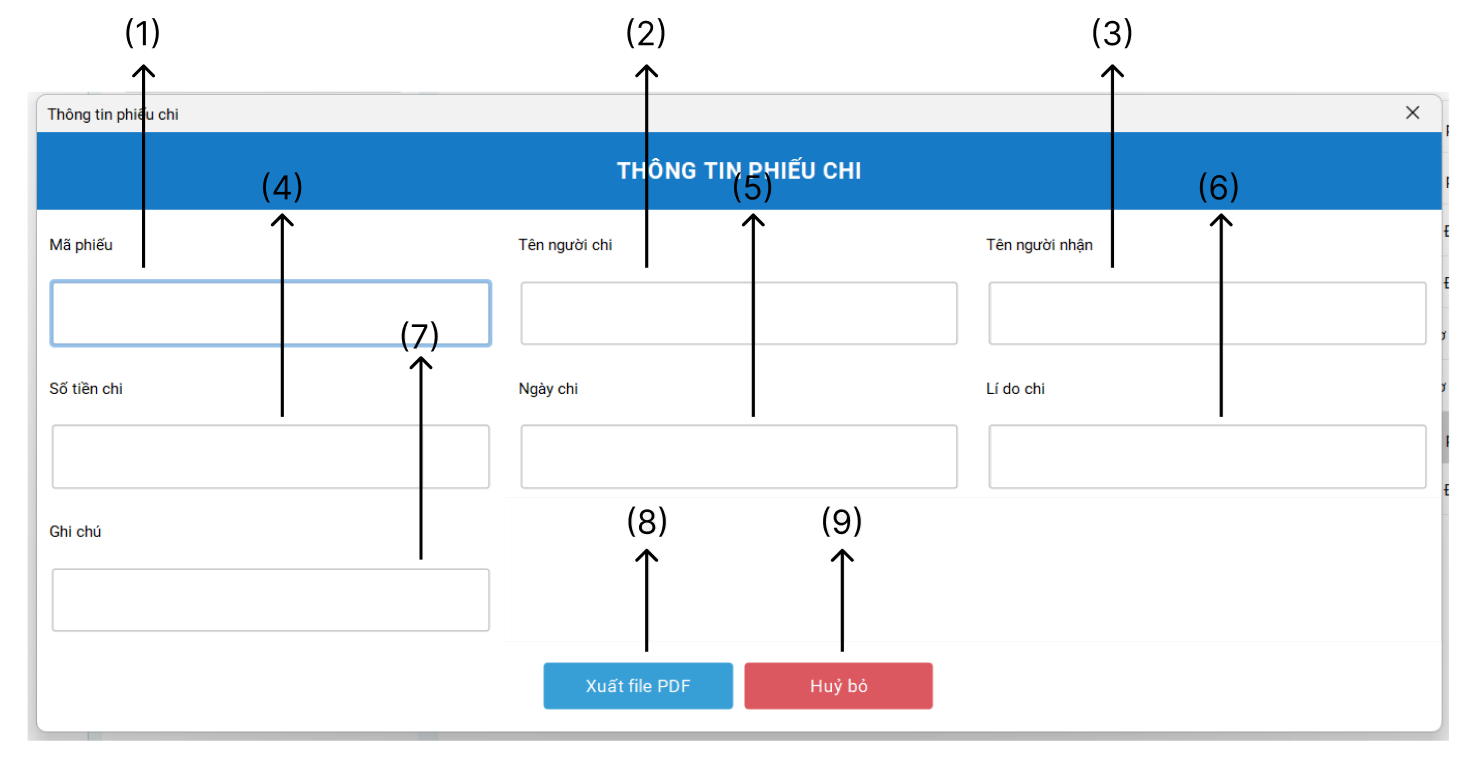 (1) (2) (3)
Thông tin phiếu chi
THÔNG TIN PHIẾU CHI
(4) (5) (6)
Mã phiếu Tên người chi Tên người nhận
(7)
Số tiền chi Ngày chi Lí do chi
(8) (9)
Ghi chú
Xuất file PDF Huỷ bỏ